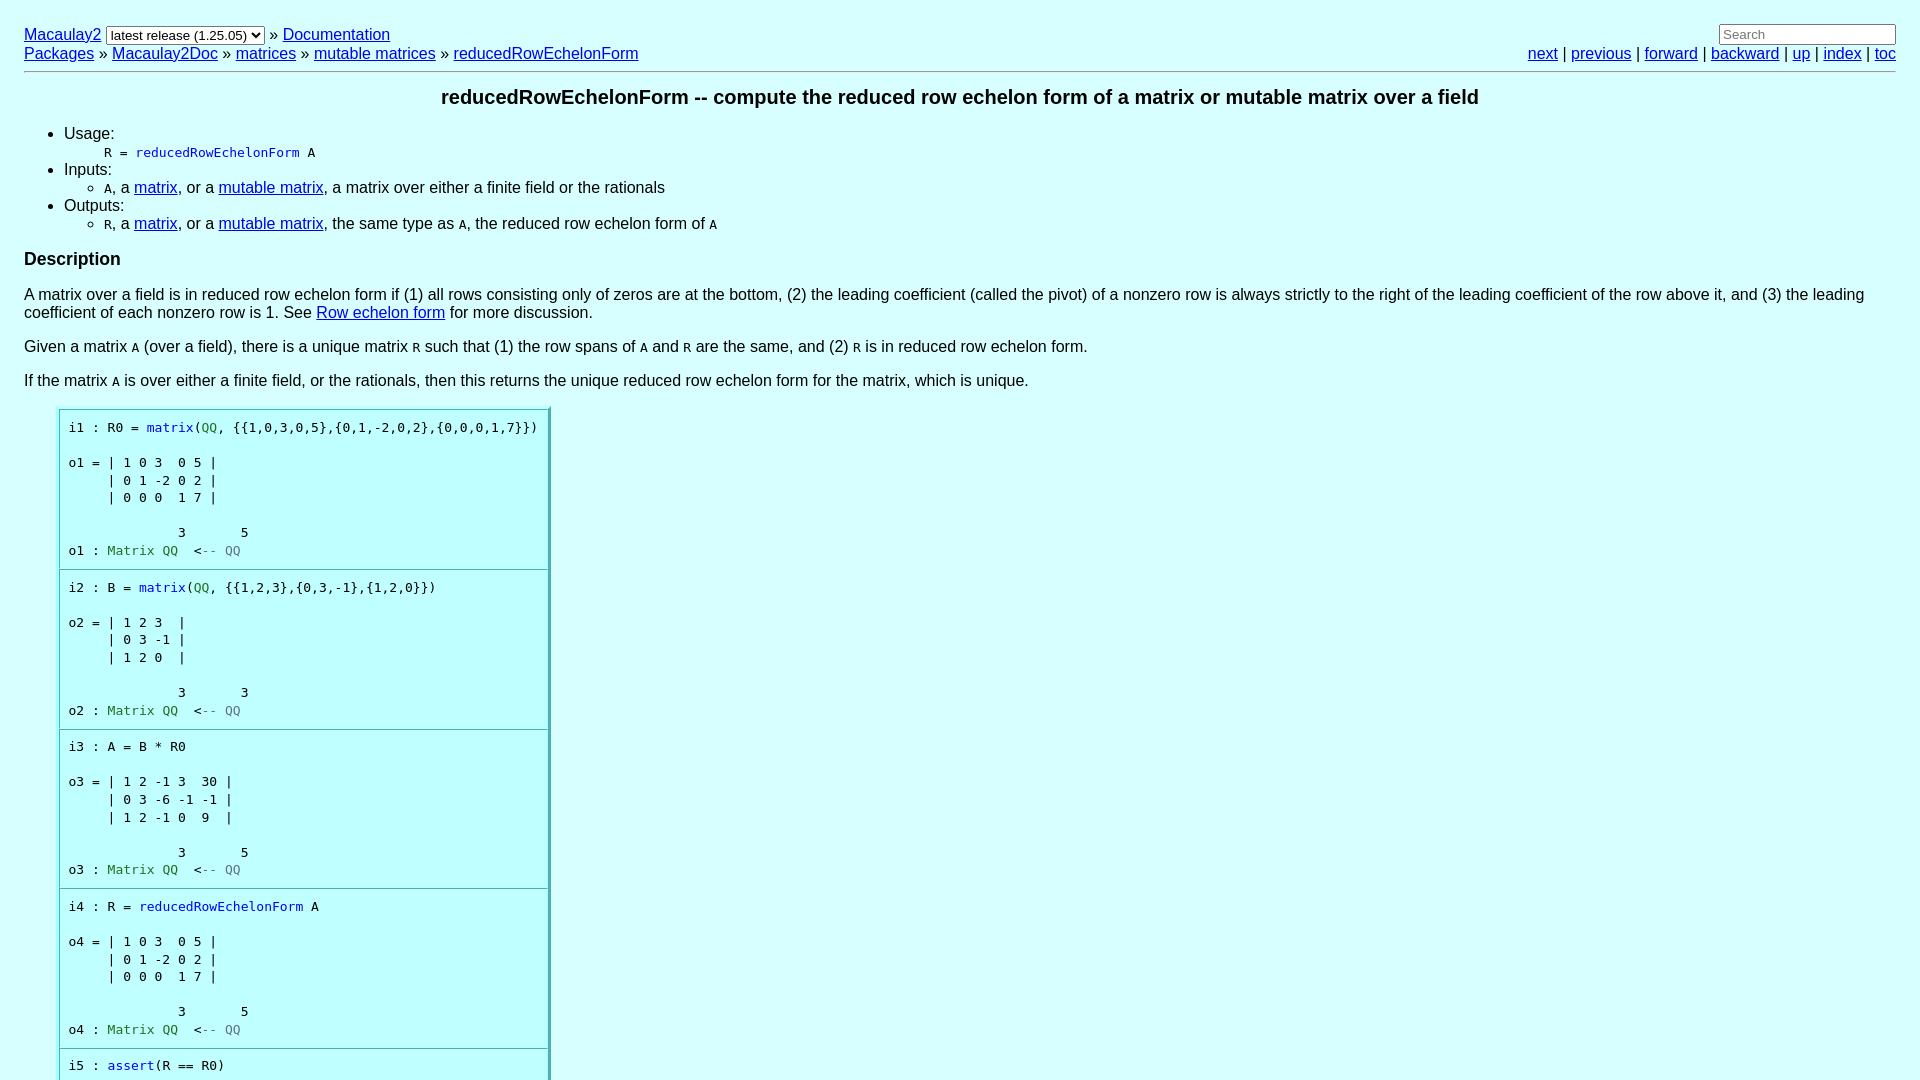 Macaulay2 latest release (1.25.05) » Documentation
Search
Packages » Macaulay2Doc » matrices » mutable matrices » reducedRowEchelonForm
next | previous | forward | backward | up | index | toc
reducedRowEchelonForm -- compute the reduced row echelon form of a matrix or mutable matrix over a field
Usage:
R = reducedRowEchelonForm A
Inputs:
A, a matrix, or a mutable matrix, a matrix over either a finite field or the rationals
Outputs:
R, a matrix, or a mutable matrix, the same type as A, the reduced row echelon form of A
Description
A matrix over a field is in reduced row echelon form if (1) all rows consisting only of zeros are at the bottom, (2) the leading coefficient (called the pivot) of a nonzero row is always strictly to the right of the leading coefficient of the row above it, and (3) the leading
coefficient of each nonzero row is 1. See Row echelon form for more discussion.
Given a matrix A (over a field), there is a unique matrix R such that (1) the row spans of A and R are the same, and (2) R is in reduced row echelon form.
If the matrix A is over either a finite field, or the rationals, then this returns the unique reduced row echelon form for the matrix, which is unique.
i1 : R0 = matrix(QQ, {{1,0,3,0,5},{0,1,-2,0,2},{0,0,0,1,7}})
o1 = | 1 0 3  0 5 |
| 0 1 -2 0 2 |
| 0 0 0  1 7 |
3       5
o1 : Matrix QQ  <-- QQ
i2 : B = matrix(QQ, {{1,2,3},{0,3,-1},{1,2,0}})
o2 = | 1 2 3  |
| 0 3 -1 |
| 1 2 0  |
3       3
o2 : Matrix QQ  <-- QQ
i3 : A = B * R0
o3 = | 1 2 -1 3  30 |
| 0 3 -6 -1 -1 |
| 1 2 -1 0  9  |
3       5
o3 : Matrix QQ  <-- QQ
i4 : R = reducedRowEchelonForm A
o4 = | 1 0 3  0 5 |
| 0 1 -2 0 2 |
| 0 0 0  1 7 |
3       5
o4 : Matrix QQ  <-- QQ
i5 : assert(R == R0)